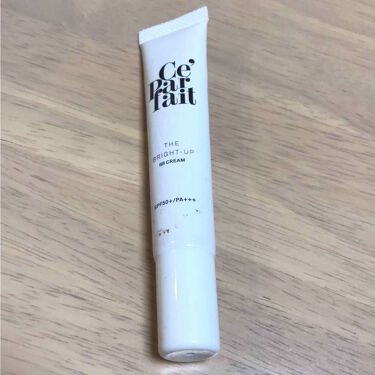 Ce'
Par
fait
THE
BRIGHT-UP
BB CREAM
SPF50+/PA+++